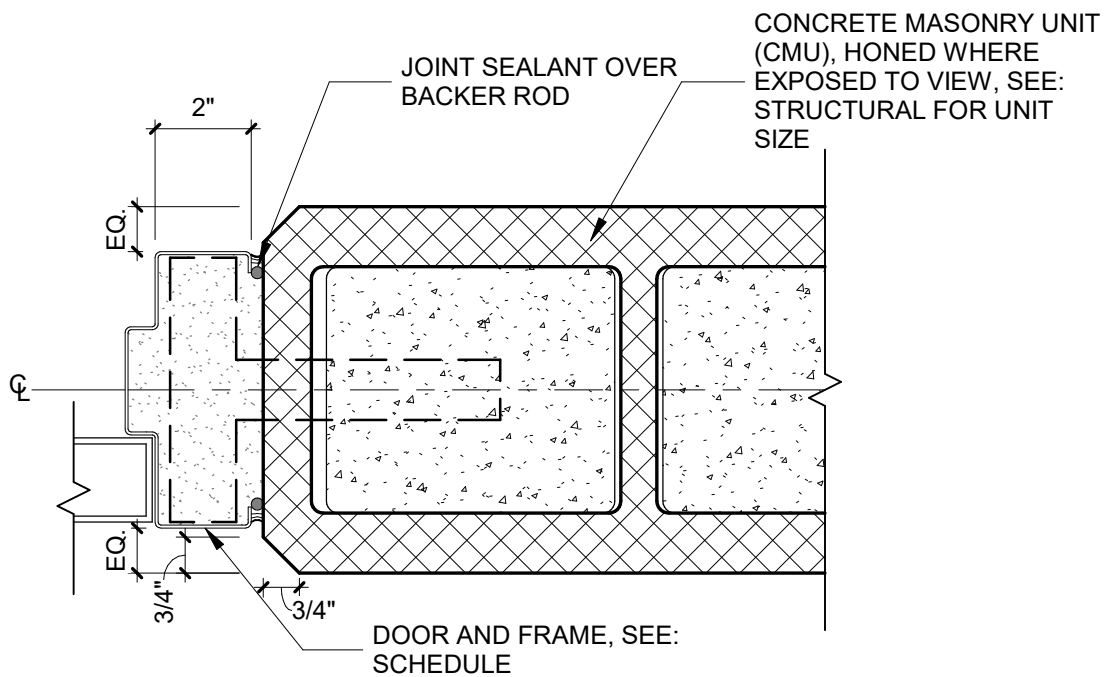 CONCRETE MASONRY UNIT
(CMU), HONED WHERE
EXPOSED TO VIEW, SEE:
STRUCTURAL FOR UNIT
SIZE
JOINT SEALANT OVER
BACKER ROD
2"
EQ.
℄
EQ.
3/4"
3/4"
DOOR AND FRAME, SEE:
SCHEDULE